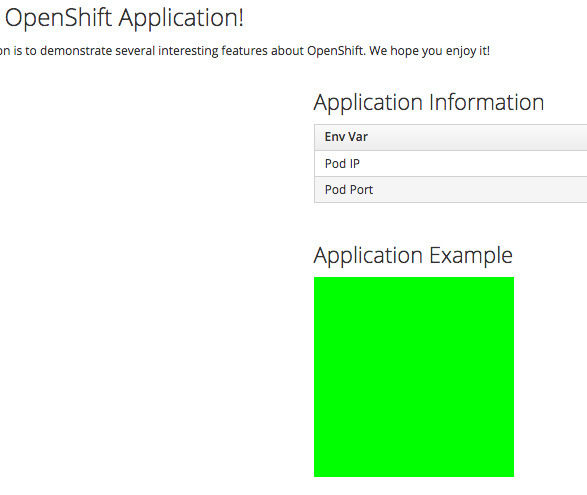 OpenShift Application!
on is to demonstrate several interesting features about OpenShift. We hope you enjoy it!
Application Information
Env Var
Pod IP
Pod Port
Application Example